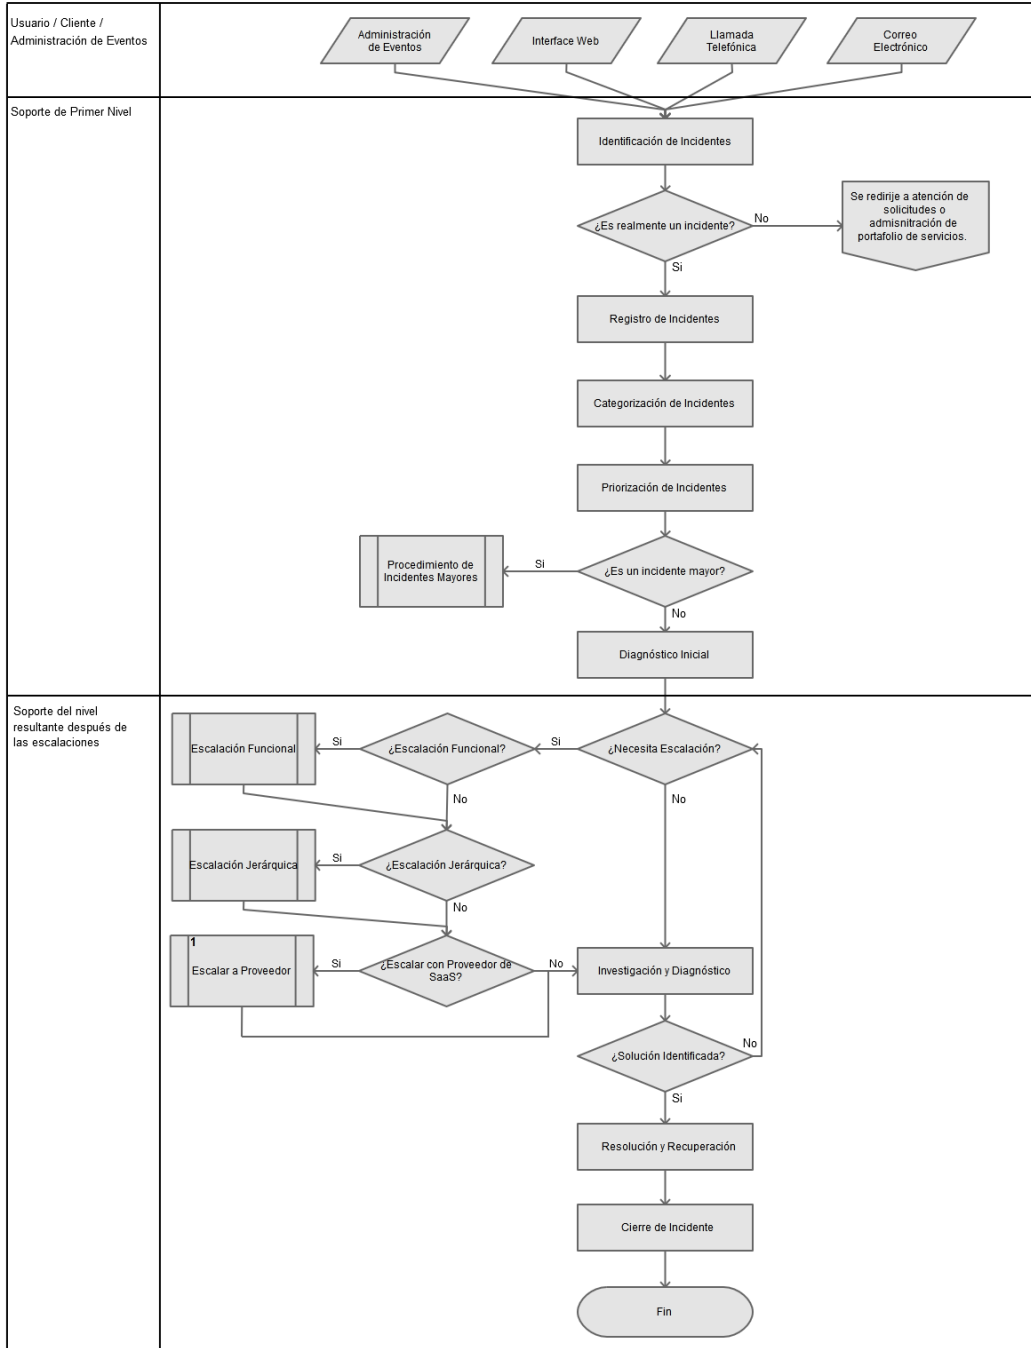 Usuario / Cliente /
Administración de Eventos
Administración
de Eventos
Interface Web
Llamada
Telefónica
Correo
Electrónico
Soporte de Primer Nivel
Identificación de Incidentes
¿Es realmente un incidente?
No
Se redirije a atención de
solicitudes o
admisnitración de
portafolio de servicios.
Si
Registro de Incidentes
Categorización de Incidentes
Priorización de Incidentes
¿Es un incidente mayor?
Si
Procedimiento de
Incidentes Mayores
No
Diagnóstico Inicial
Soporte del nivel
resultante después de
las escalaciones
¿Necesita Escalación?
Si
¿Escalación Funcional?
Si
Escalación Funcional
No
No
¿Escalación Jerárquica?
Si
Escalación Jerárquica
No
¿Escalar con Proveedor de
SaaS?
Si
1
Escalar a Proveedor
No
Investigación y Diagnóstico
¿Solución Identificada?
No
Si
Resolución y Recuperación
Cierre de Incidente
Fin